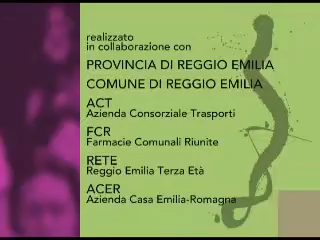 realizzato
in collaborazione con
PROVINCIA DI REGGIO EMILIA
COMUNE DI REGGIO EMILIA
ACT
Azienda Consorziale Trasporti
FCR
Farmacie Comunali Riunite
RETE
Reggio Emilia Terza Età
ACER
Azienda Casa Emilia-Romagna